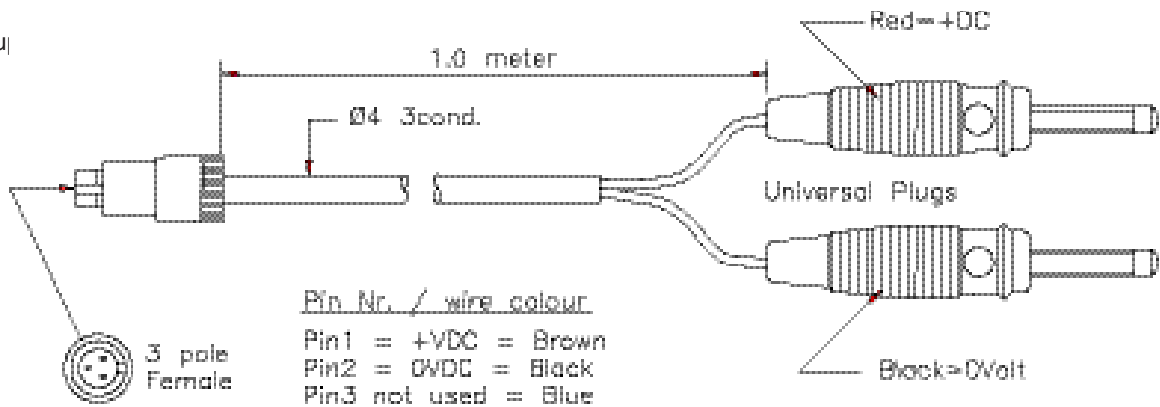 Red=+DC
1.0 meter
Ø4 3cond.
Universal Plugs
Pin Nr. / wire colour
Pin1 = +VDC = Brown
Pin2 = 0VDC = Black
Pin3 not used = Blue
3 pole
Female
Black=0Volt